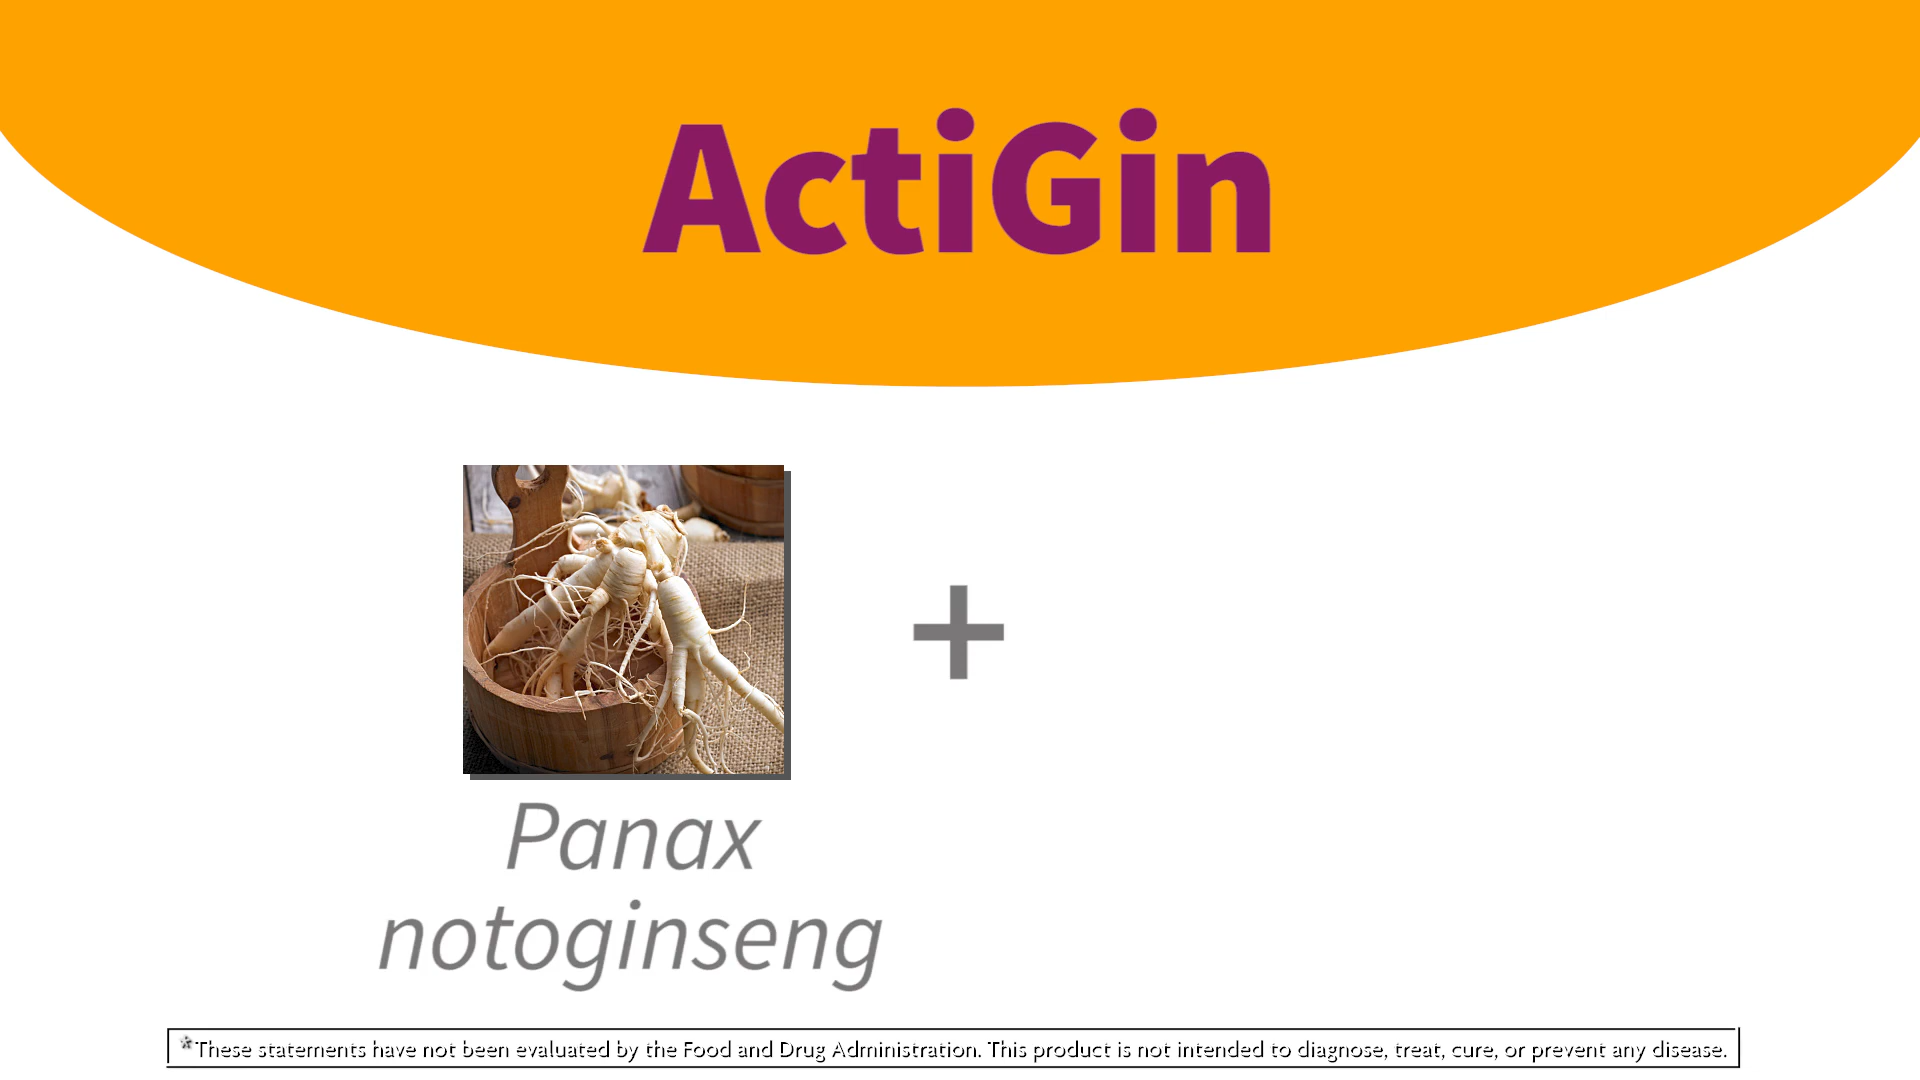 ActiGin
+
Panax
notoginseng
*These statements have not been evaluated by the Food and Drug Administration. This product is not intended to diagnose, treat, cure, or prevent any disease.